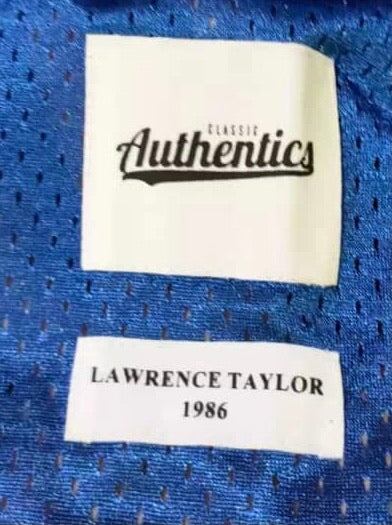 CLASSIC
Authentics
LAWRENCE TAYLOR
1986